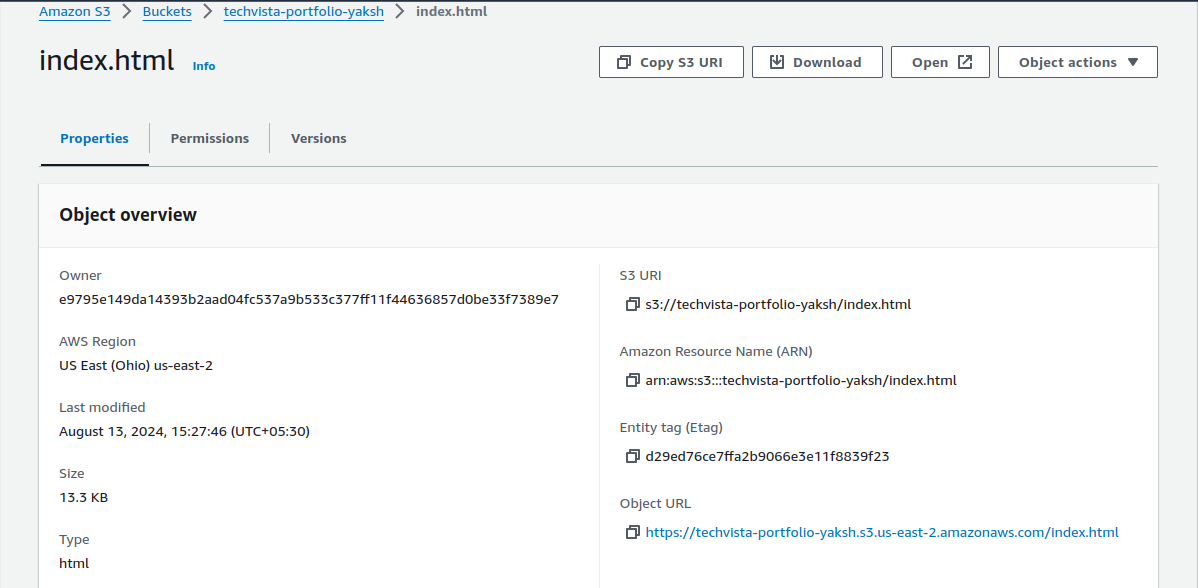 Amazon S3 > Buckets > techvista-portfolio-yaksh > index.html
index.html Info
Copy S3 URI
Download
Open
Object actions
Properties
Permissions
Versions
Object overview
Owner
e9795e149da14393b2aad04fc537a9b533c377ff11f44636857d0be33f7389e7
AWS Region
US East (Ohio) us-east-2
Last modified
August 13, 2024, 15:27:46 (UTC+05:30)
Size
13.3 KB
Type
html
S3 URI
s3://techvista-portfolio-yaksh/index.html
Amazon Resource Name (ARN)
arn:aws:s3:::techvista-portfolio-yaksh/index.html
Entity tag (Etag)
d29ed76ce7ffa2b9066e3e11f8839f23
Object URL
https://techvista-portfolio-yaksh.s3.us-east-2.amazonaws.com/index.html